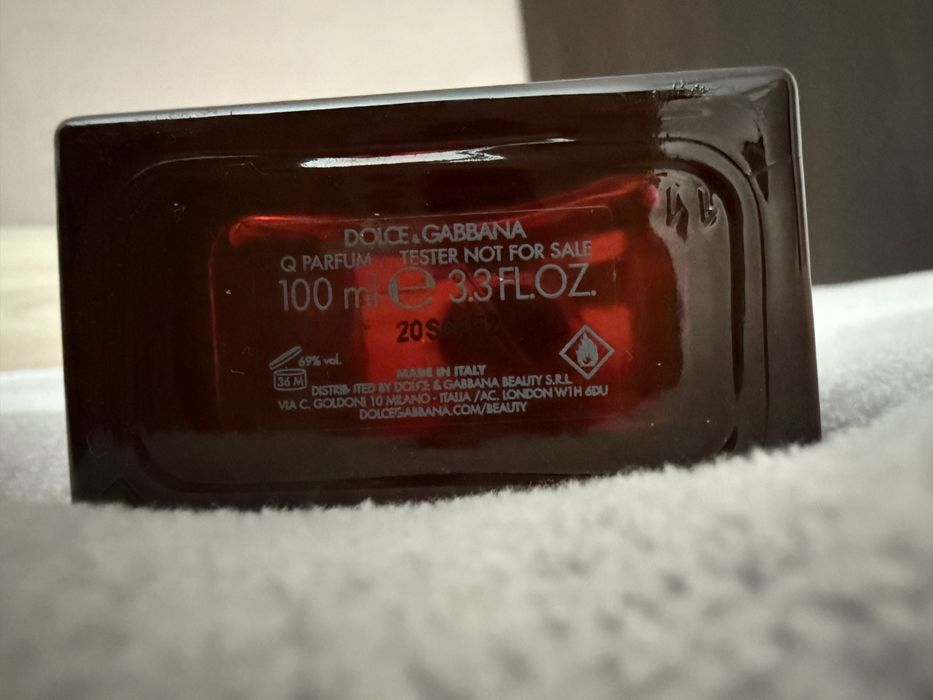 DOLCE & GABBANA
Q PARFUM TESTER NOT FOR SALE
100 ml e 3.3 FL.OZ.
69% vol.
36 M
MADE IN ITALY
DISTRIBUTED BY DOLCE & GABBANA BEAUTY S.R.L.
VIA C. GOLDONI 10 MILANO - ITALIA /AC. LONDON W1H 6DU
DOLCEGABBANA.COM/BEAUTY